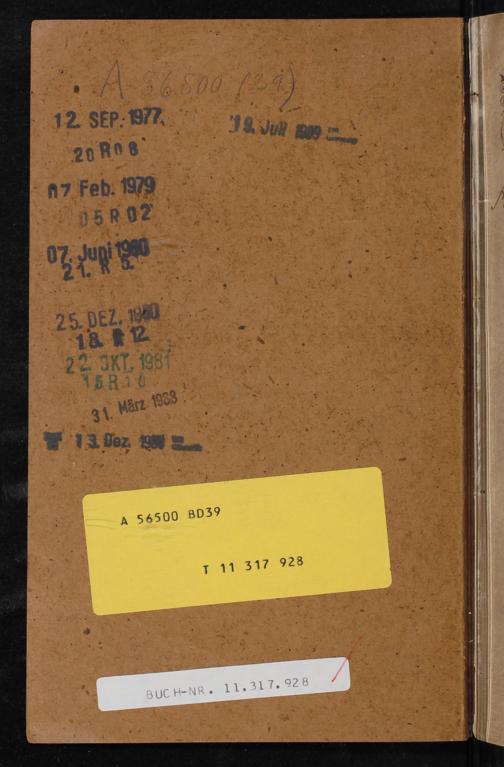 A 56500 (39)
12. SEP. 1977
20 R 0 8
19. Juli
07 Feb. 1979
05 R 02
07. Juni 1980
21. R 5.
25. DEZ. 1980
18. R 12
22. OKT. 1981
31. März 1983
13. Dez.
A 56500 BD39
T 11 317 928
BUCH-NR. 11.317.928